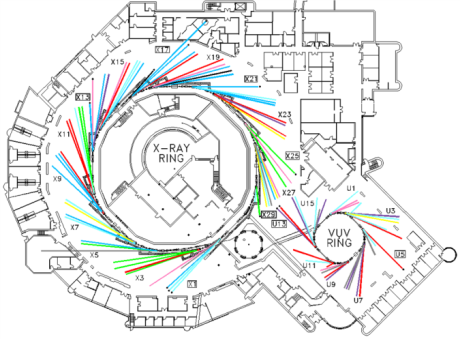 X17
X15
X19
X21
X13
X23
X11
X-RAY
RING
X25
X9
X27
U15
U1
X29
U13
U3
X7
VUV
RING
X5
U5
U11
X3
X1
U9
U7